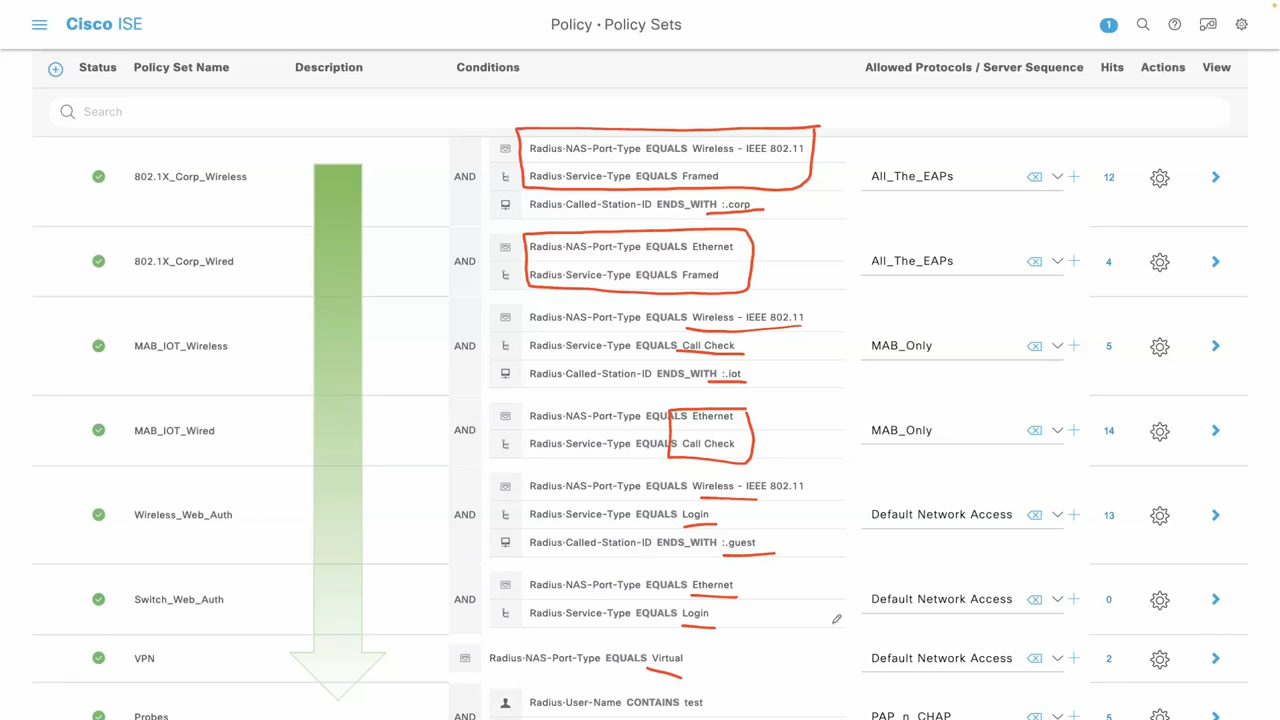 Cisco ISE
Policy · Policy Sets
1
Status Policy Set Name Description Conditions Allowed Protocols / Server Sequence Hits Actions View
Search
802.1X_Corp_Wireless AND All_The_EAPs 12
Radius·NAS-Port-Type EQUALS Wireless - IEEE 802.11
Radius·Service-Type EQUALS Framed
Radius·Called-Station-ID ENDS_WITH :.corp
802.1X_Corp_Wired AND All_The_EAPs 4
Radius·NAS-Port-Type EQUALS Ethernet
Radius·Service-Type EQUALS Framed
MAB_IOT_Wireless AND MAB_Only 5
Radius·NAS-Port-Type EQUALS Wireless - IEEE 802.11
Radius·Service-Type EQUALS Call Check
Radius·Called-Station-ID ENDS_WITH :.iot
MAB_IOT_Wired AND MAB_Only 14
Radius·NAS-Port-Type EQUALS Ethernet
Radius·Service-Type EQUALS Call Check
Wireless_Web_Auth AND Default Network Access 13
Radius·NAS-Port-Type EQUALS Wireless - IEEE 802.11
Radius·Service-Type EQUALS Login
Radius·Called-Station-ID ENDS_WITH :.guest
Switch_Web_Auth AND Default Network Access 0
Radius·NAS-Port-Type EQUALS Ethernet
Radius·Service-Type EQUALS Login
VPN Radius·NAS-Port-Type EQUALS Virtual Default Network Access 2
Radius·User-Name CONTAINS test
Probes AND PAP_n_CHAP 5